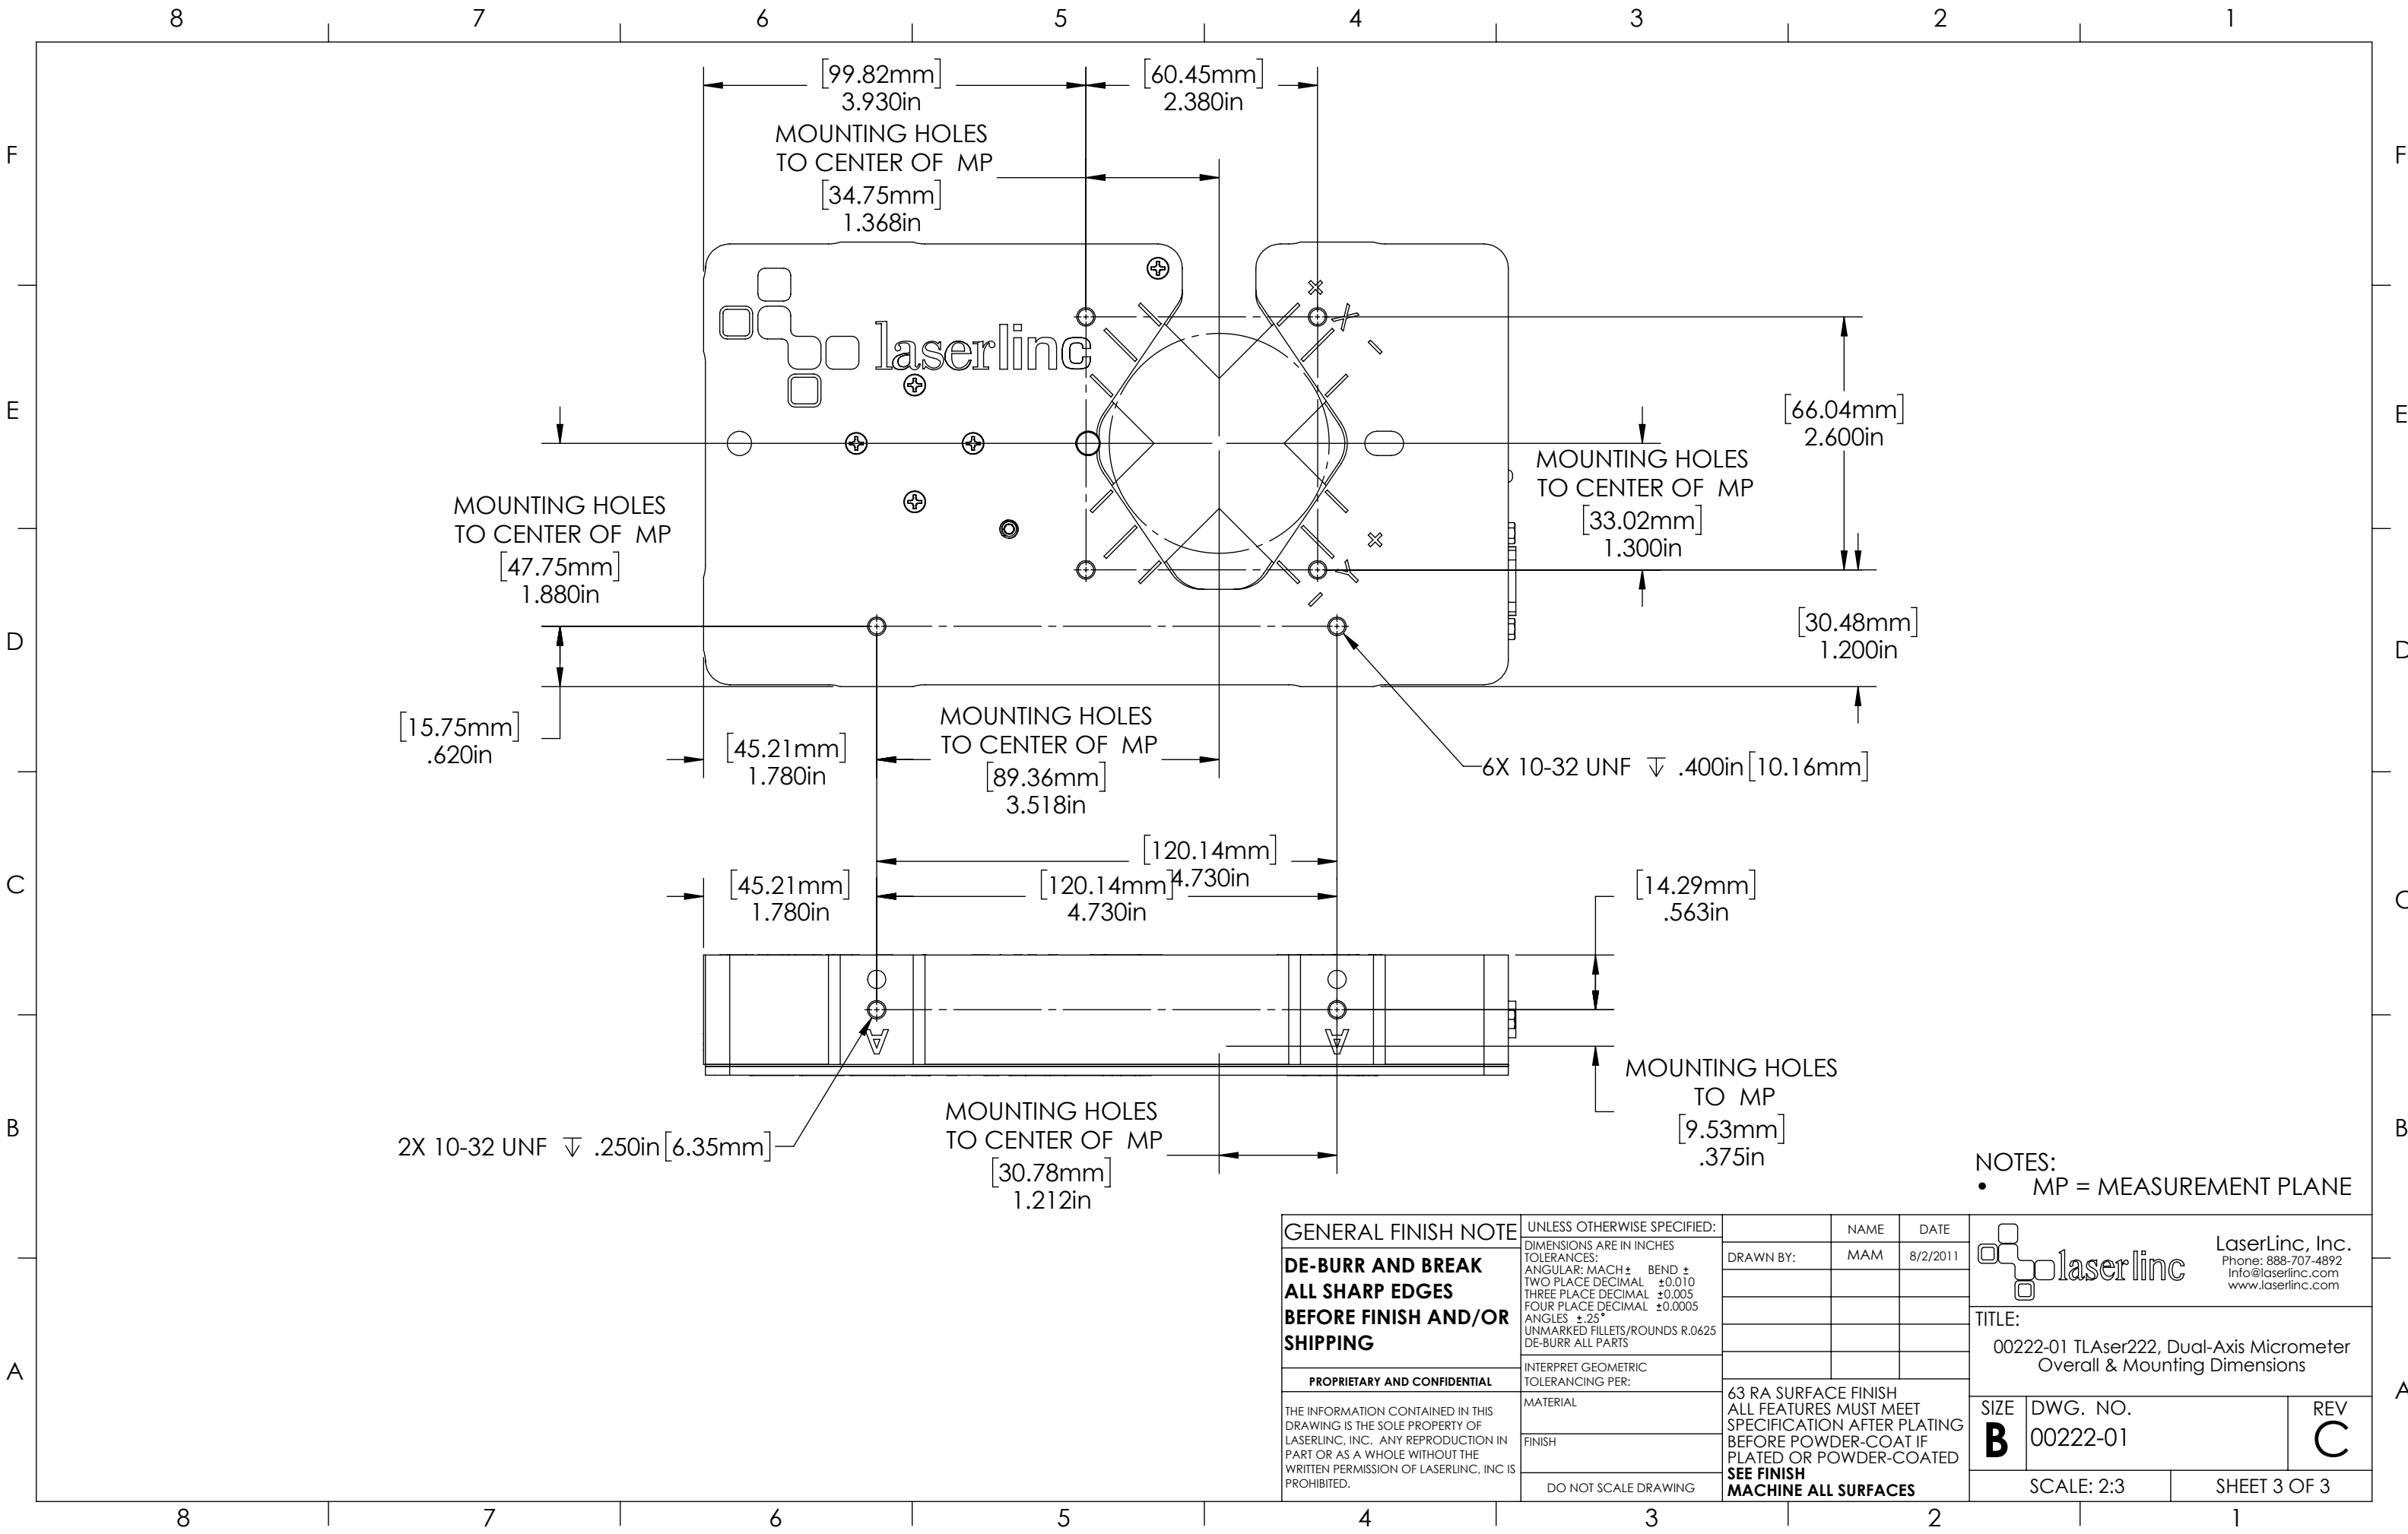 8 7 6 5 4 3 2 1
F F
E E
D D
C C
B B
A A
[99.82mm]
3.930in
[60.45mm]
2.380in
MOUNTING HOLES
TO CENTER OF MP
[34.75mm]
1.368in
laserlinc
X
Y
[66.04mm]
2.600in
MOUNTING HOLES
TO CENTER OF MP
[33.02mm]
1.300in
MOUNTING HOLES
TO CENTER OF MP
[47.75mm]
1.880in
[30.48mm]
1.200in
[15.75mm]
.620in
[45.21mm]
1.780in
MOUNTING HOLES
TO CENTER OF MP
[89.36mm]
3.518in
6X 10-32 UNF ↧ .400in[10.16mm]
[120.14mm]
4.730in
[45.21mm]
1.780in
[120.14mm]
4.730in
[14.29mm]
.563in
A A
MOUNTING HOLES
TO MP
[9.53mm]
.375in
2X 10-32 UNF ↧ .250in[6.35mm]
MOUNTING HOLES
TO CENTER OF MP
[30.78mm]
1.212in
NOTES:
• MP = MEASUREMENT PLANE
GENERAL FINISH NOTE
DE-BURR AND BREAK
ALL SHARP EDGES
BEFORE FINISH AND/OR
SHIPPING
PROPRIETARY AND CONFIDENTIAL
THE INFORMATION CONTAINED IN THIS
DRAWING IS THE SOLE PROPERTY OF
LASERLINC, INC. ANY REPRODUCTION IN
PART OR AS A WHOLE WITHOUT THE
WRITTEN PERMISSION OF LASERLINC, INC IS
PROHIBITED.
UNLESS OTHERWISE SPECIFIED:
DIMENSIONS ARE IN INCHES
TOLERANCES:
ANGULAR: MACH± BEND ±
TWO PLACE DECIMAL ±0.010
THREE PLACE DECIMAL ±0.005
FOUR PLACE DECIMAL ±0.0005
ANGLES ±.25°
UNMARKED FILLETS/ROUNDS R.0625
DE-BURR ALL PARTS
INTERPRET GEOMETRIC
TOLERANCING PER:
MATERIAL
FINISH
DO NOT SCALE DRAWING
NAME DATE
DRAWN BY: MAM 8/2/2011
63 RA SURFACE FINISH
ALL FEATURES MUST MEET
SPECIFICATION AFTER PLATING
BEFORE POWDER-COAT IF
PLATED OR POWDER-COATED
SEE FINISH
MACHINE ALL SURFACES
laserlinc
LaserLinc, Inc.
Phone: 888-707-4892
Info@laserlinc.com
www.laserlinc.com
TITLE:
00222-01 TLAser222, Dual-Axis Micrometer
Overall & Mounting Dimensions
SIZE DWG. NO. REV
B 00222-01 C
SCALE: 2:3 SHEET 3 OF 3
8 7 6 5 4 3 2 1